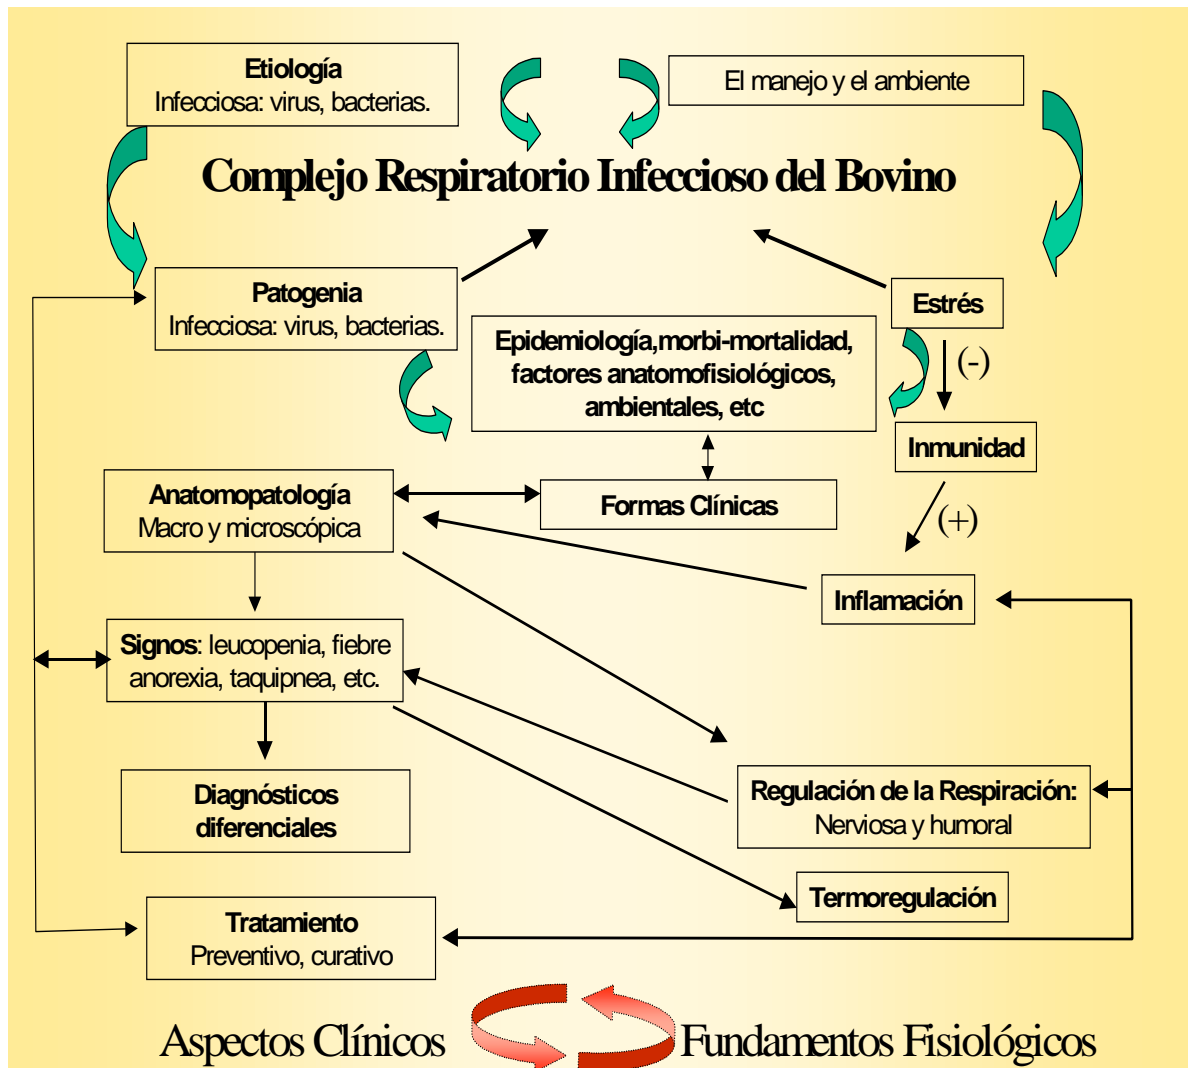 Etiología
Infecciosa: virus, bacterias.
El manejo y el ambiente
Complejo Respiratorio Infeccioso del Bovino
Patogenia
Infecciosa: virus, bacterias.
Estrés
Epidemiología,morbi-mortalidad,
factores anatomofisiológicos,
ambientales, etc
(-)
Inmunidad
Anatomopatología
Macro y microscópica
Formas Clínicas
(+)
Inflamación
Signos: leucopenia, fiebre
anorexia, taquipnea, etc.
Diagnósticos
diferenciales
Regulación de la Respiración:
Nerviosa y humoral
Termoregulación
Tratamiento
Preventivo, curativo
Aspectos Clínicos
Fundamentos Fisiológicos